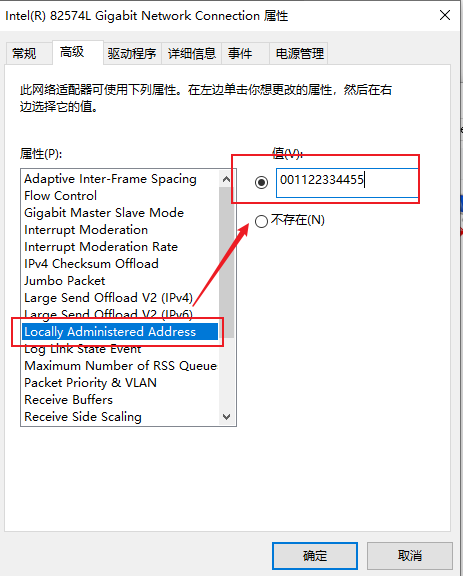 Intel(R) 82574L Gigabit Network Connection 属性
常规 高级 驱动程序 详细信息 事件 电源管理
此网络适配器可使用下列属性。在左边单击你想更改的属性，然后在右
边选择它的值。
属性(P):
值(V):
Adaptive Inter-Frame Spacing
Flow Control
Gigabit Master Slave Mode
Interrupt Moderation
Interrupt Moderation Rate
IPv4 Checksum Offload
Jumbo Packet
Large Send Offload V2 (IPv4)
Large Send Offload V2 (IPv6)
Locally Administered Address
Log Link State Event
Maximum Number of RSS Queue
Packet Priority & VLAN
Receive Buffers
Receive Side Scaling
001122334455
不存在(N)
确定
取消